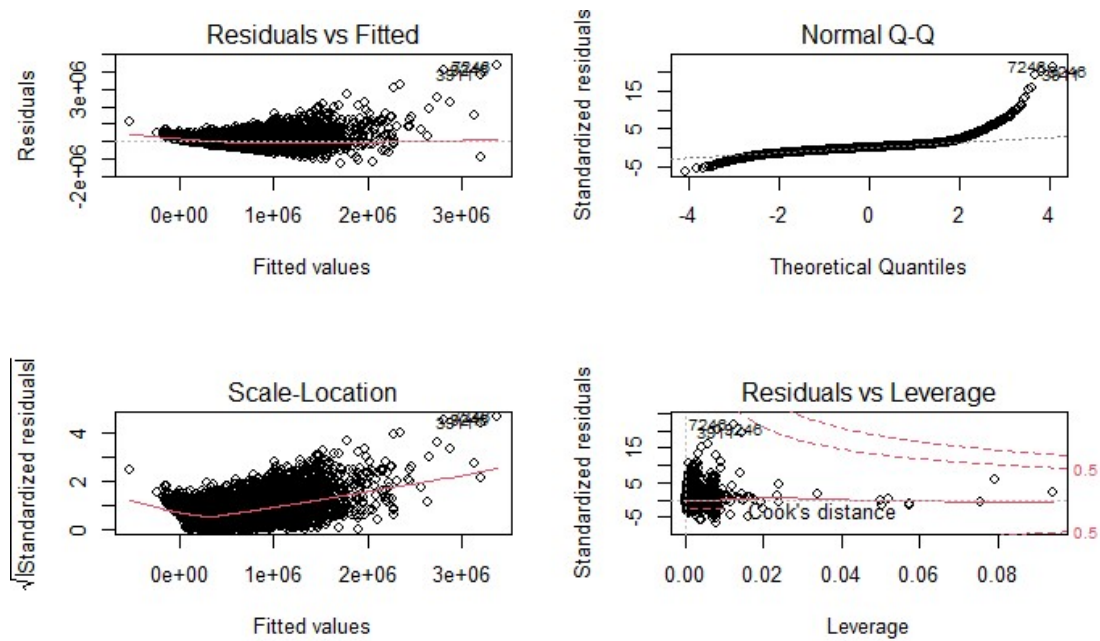 Residuals vs Fitted
Residuals
3e+06
-2e+06
0e+00 1e+06 2e+06 3e+06
Fitted values
Normal Q-Q
Standardized residuals
15
5
-5
-4 -2 0 2 4
Theoretical Quantiles
Scale-Location
√|Standardized residuals|
4
2
0
0e+00 1e+06 2e+06 3e+06
Fitted values
Residuals vs Leverage
Standardized residuals
15
5
-5
7246
0.5
Cook's distance
0.5
0.00 0.02 0.04 0.06 0.08
Leverage